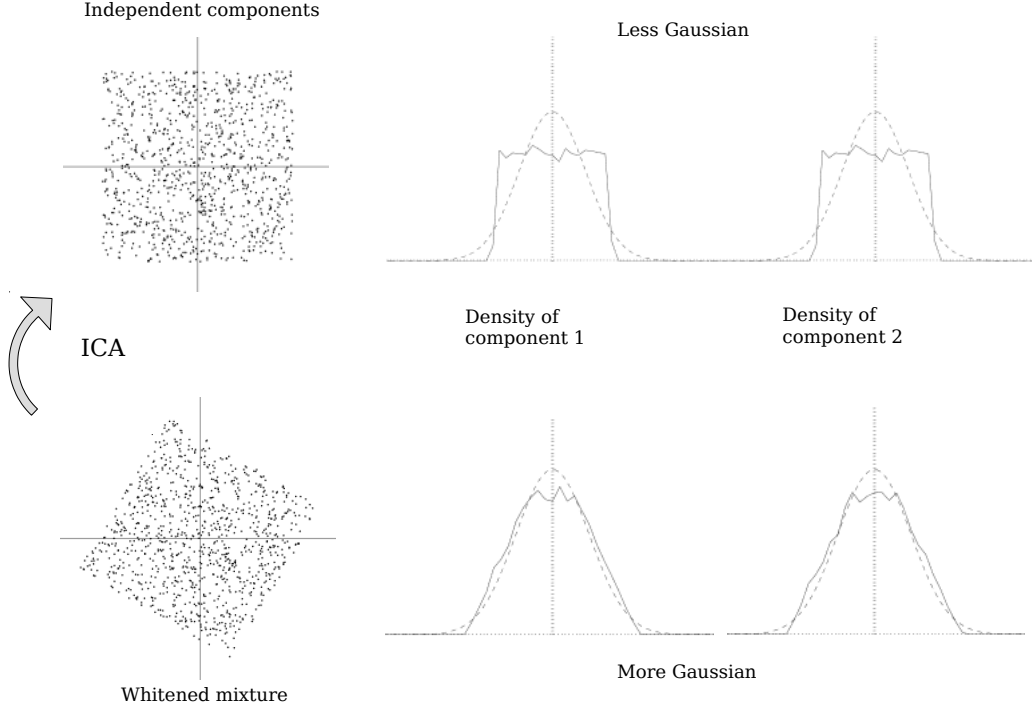 Independent components
Less Gaussian
Density of
component 1
Density of
component 2
ICA
Whitened mixture
More Gaussian